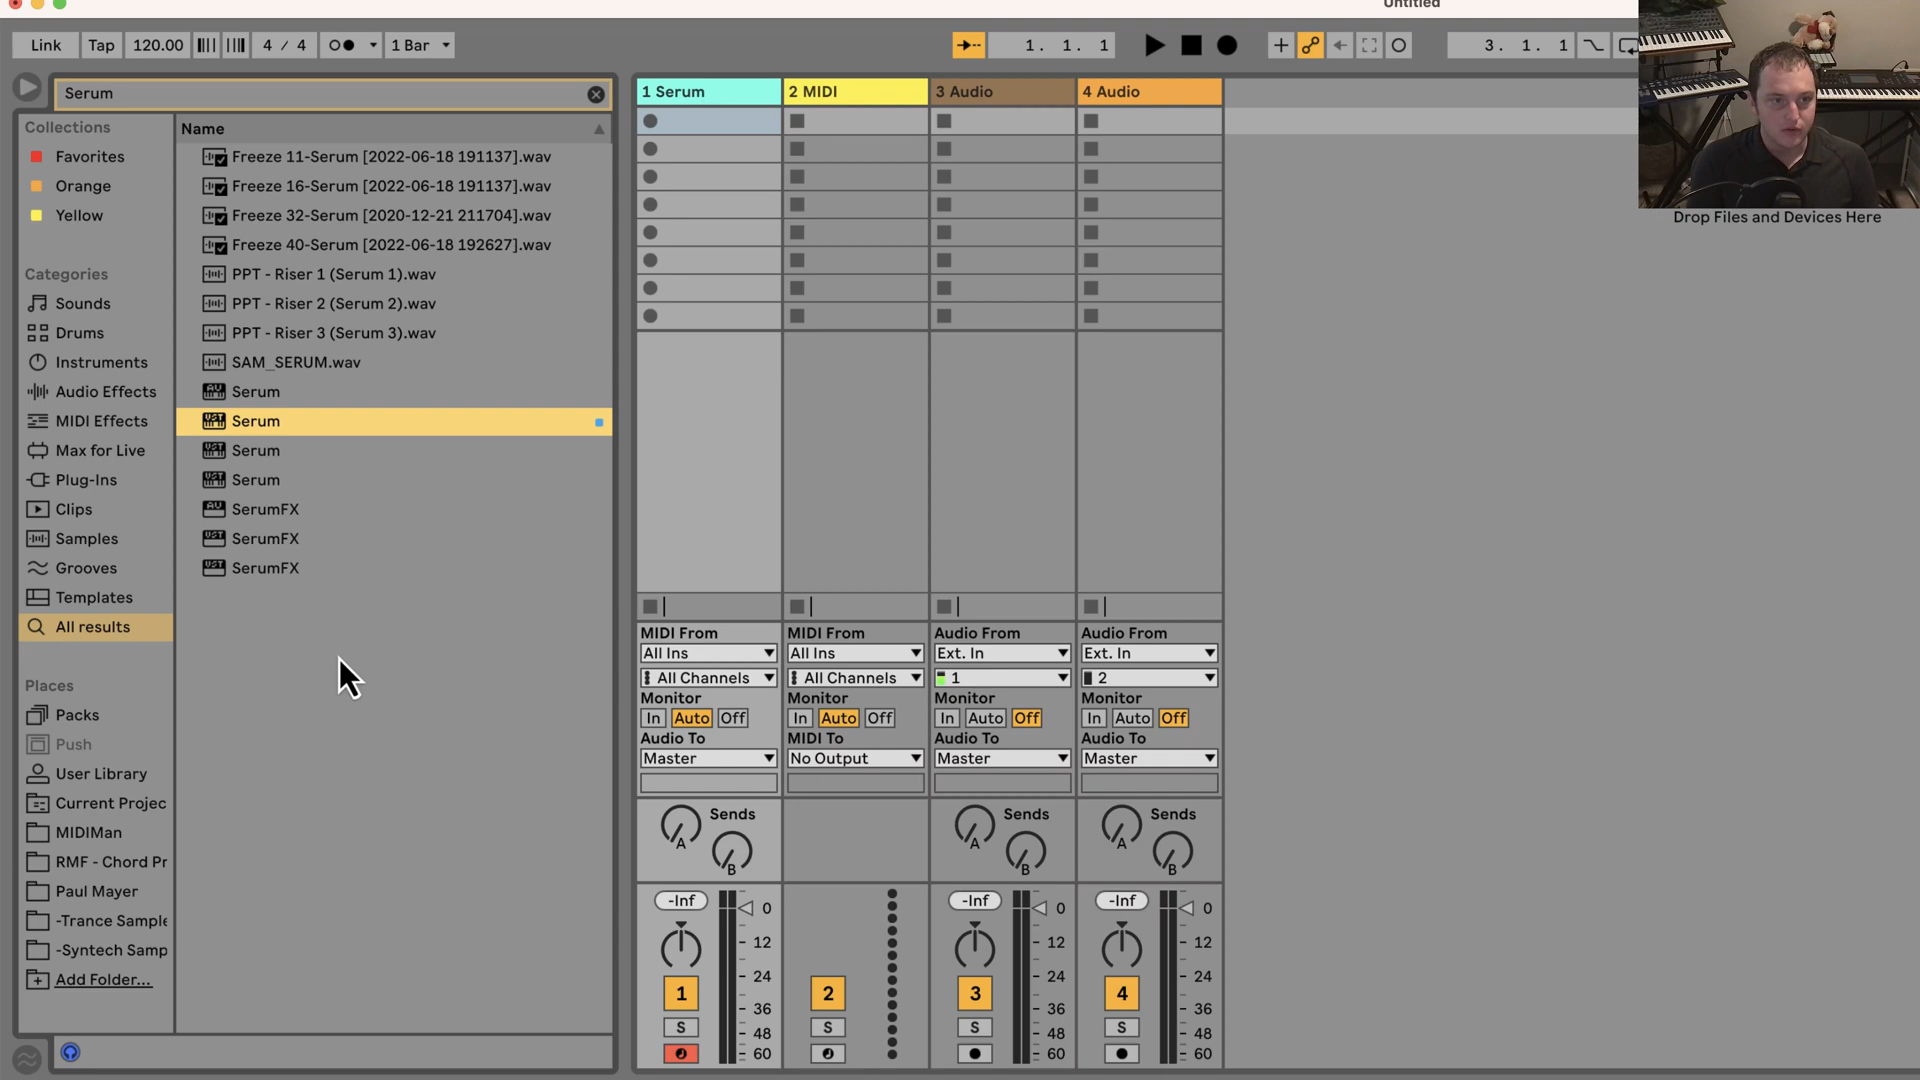 Untitled
Link Tap 120.00 4 / 4 1 Bar 1. 1. 1 3. 1. 1
Serum
Collections
Favorites
Orange
Yellow
Categories
Sounds
Drums
Instruments
Audio Effects
MIDI Effects
Max for Live
Plug-Ins
Clips
Samples
Grooves
Templates
All results
Places
Packs
Push
User Library
Current Projec
MIDIMan
RMF - Chord Pr
Paul Mayer
-Trance Sample
-Syntech Samp
Add Folder...
Name
Freeze 11-Serum [2022-06-18 191137].wav
Freeze 16-Serum [2022-06-18 191137].wav
Freeze 32-Serum [2020-12-21 211704].wav
Freeze 40-Serum [2022-06-18 192627].wav
PPT - Riser 1 (Serum 1).wav
PPT - Riser 2 (Serum 2).wav
PPT - Riser 3 (Serum 3).wav
SAM_SERUM.wav
Serum
Serum
Serum
Serum
SerumFX
SerumFX
SerumFX
1 Serum 2 MIDI 3 Audio 4 Audio
Drop Files and Devices Here
MIDI From MIDI From Audio From Audio From
All Ins All Ins Ext. In Ext. In
All Channels All Channels 1 2
Monitor Monitor Monitor Monitor
In Auto Off In Auto Off In Auto Off In Auto Off
Audio To MIDI To Audio To Audio To
Master No Output Master Master
Sends Sends Sends
A A A
B B B
-Inf 0 -Inf 0 -Inf 0
12 12 12
24 24 24
1 2 3 4
36 36 36
S S S S
48 48 48
60 60 60